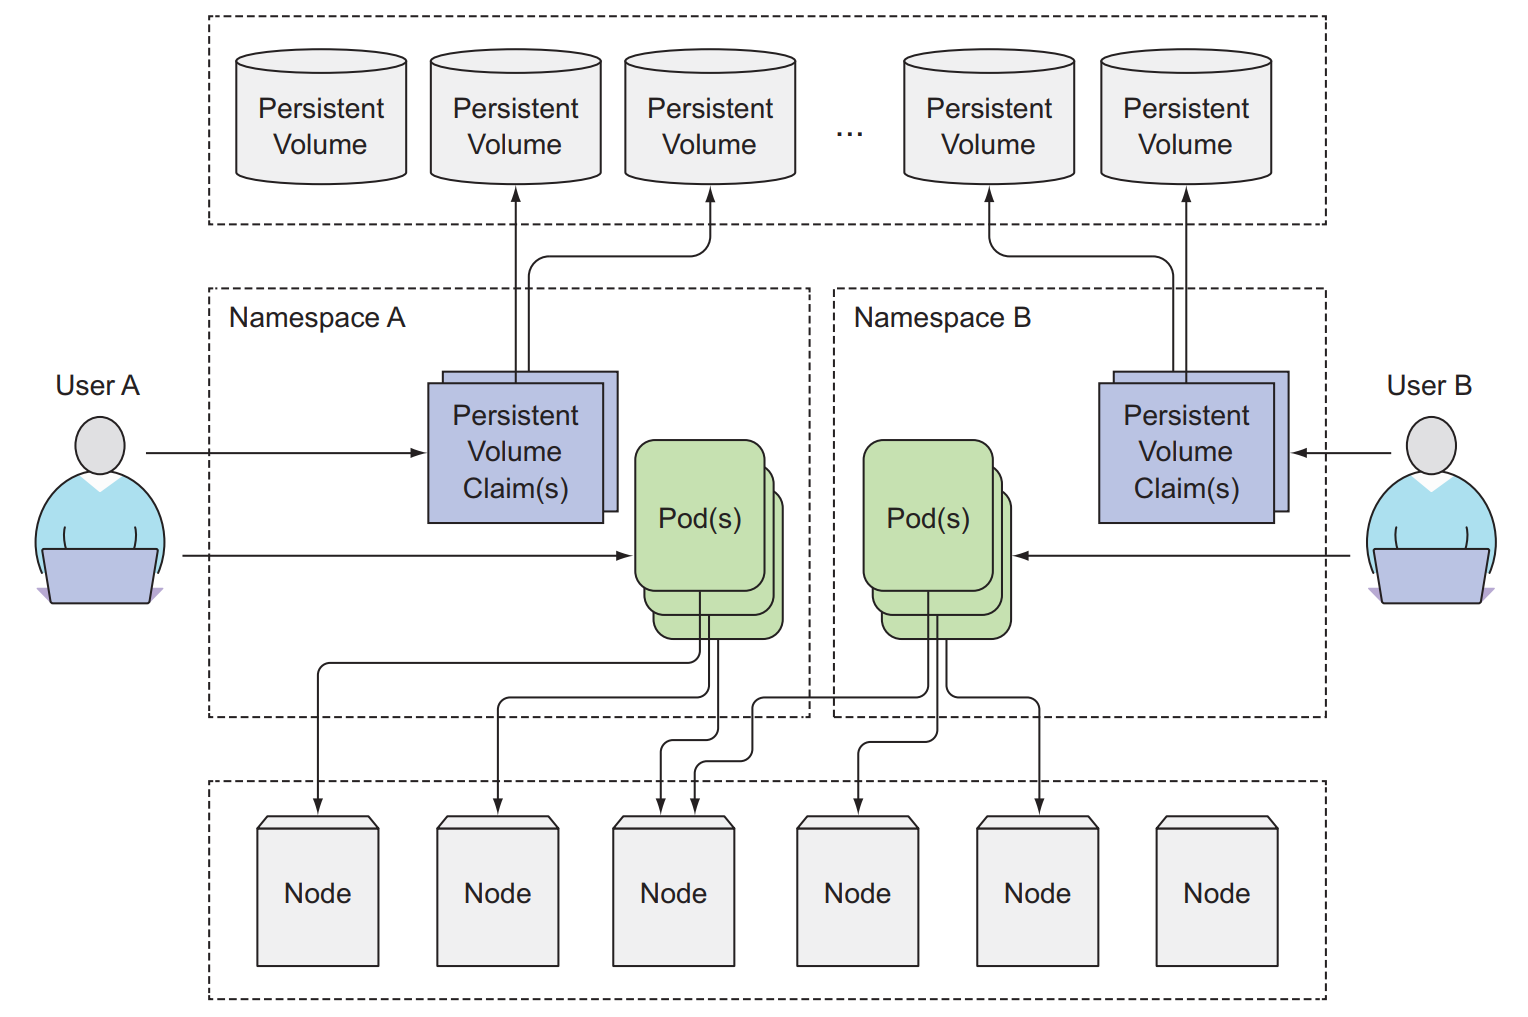 Persistent
Volume
Persistent
Volume
Persistent
Volume
...
Persistent
Volume
Persistent
Volume
Namespace A
Namespace B
User A
User B
Persistent
Volume
Claim(s)
Persistent
Volume
Claim(s)
Pod(s)
Pod(s)
Node
Node
Node
Node
Node
Node